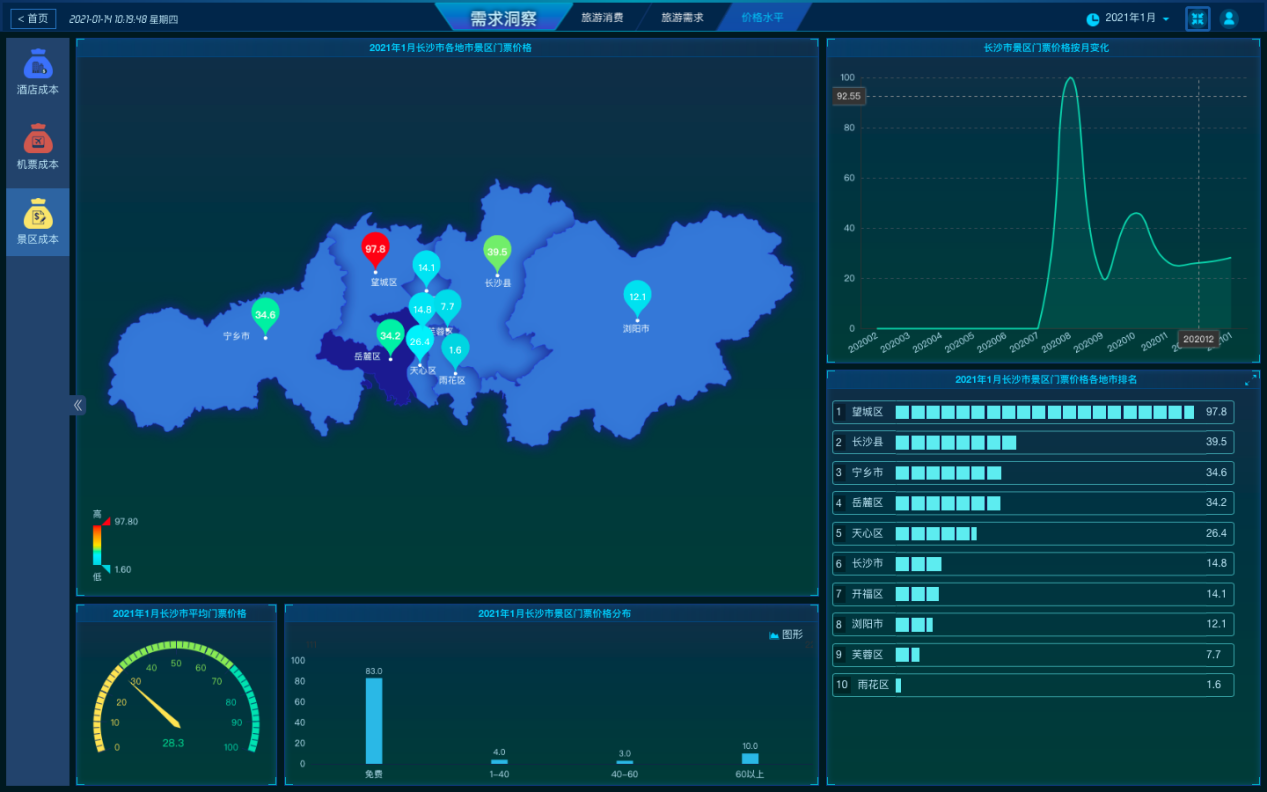 < 首页
2021-01-14 10:19:48 星期四
需求洞察
旅游消费
旅游需求
价格水平
2021年1月
酒店成本
机票成本
景区成本
2021年1月长沙市各地市景区门票价格
97.8
望城区
14.1
39.5
长沙县
12.1
浏阳市
34.6
宁乡市
14.8
7.7
芙蓉区
34.2
岳麓区
26.4
天心区
1.6
雨花区
高
97.80
1.60
低
长沙市景区门票价格按月变化
100
92.55
80
60
40
20
0
202002
202003
202004
202005
202006
202007
202008
202009
202010
202011
202012
2021年1月长沙市景区门票价格各地市排名
1 望城区 97.8
2 长沙县 39.5
3 宁乡市 34.6
4 岳麓区 34.2
5 天心区 26.4
6 长沙市 14.8
7 开福区 14.1
8 浏阳市 12.1
9 芙蓉区 7.7
10 雨花区 1.6
2021年1月长沙市平均门票价格
0
10
20
30
40
50
60
70
80
90
100
28.3
2021年1月长沙市景区门票价格分布
图形
100
80
60
40
20
0
83.0
4.0
3.0
10.0
免费
1-40
40-60
60以上